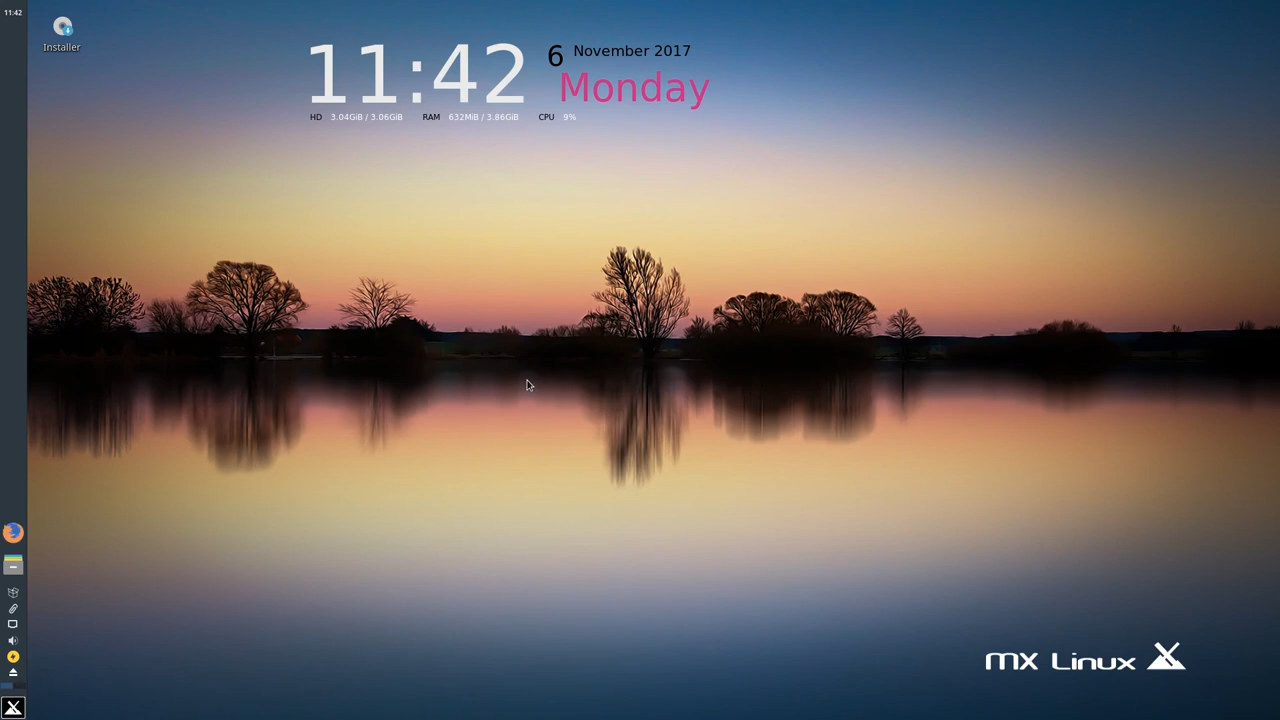 11:42
Installer
11:42
6 November 2017
Monday
HD 3.04GiB / 3.06GiB RAM 632MiB / 3.86GiB CPU 9%
mx Linux